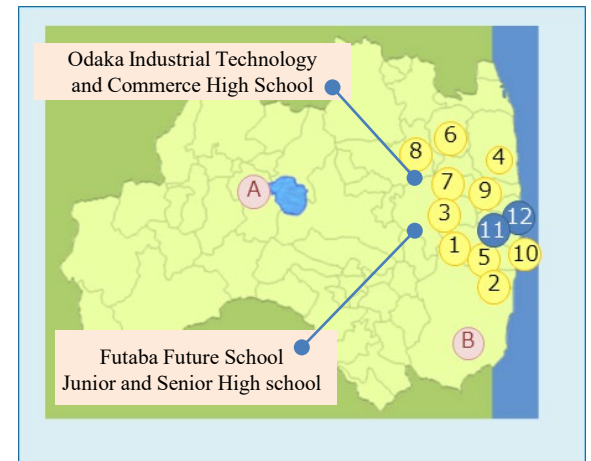 Odaka Industrial Technology
and Commerce High School
6
8
4
7
A
9
3
12
11
1
10
5
2
B
Futaba Future School
Junior and Senior High school